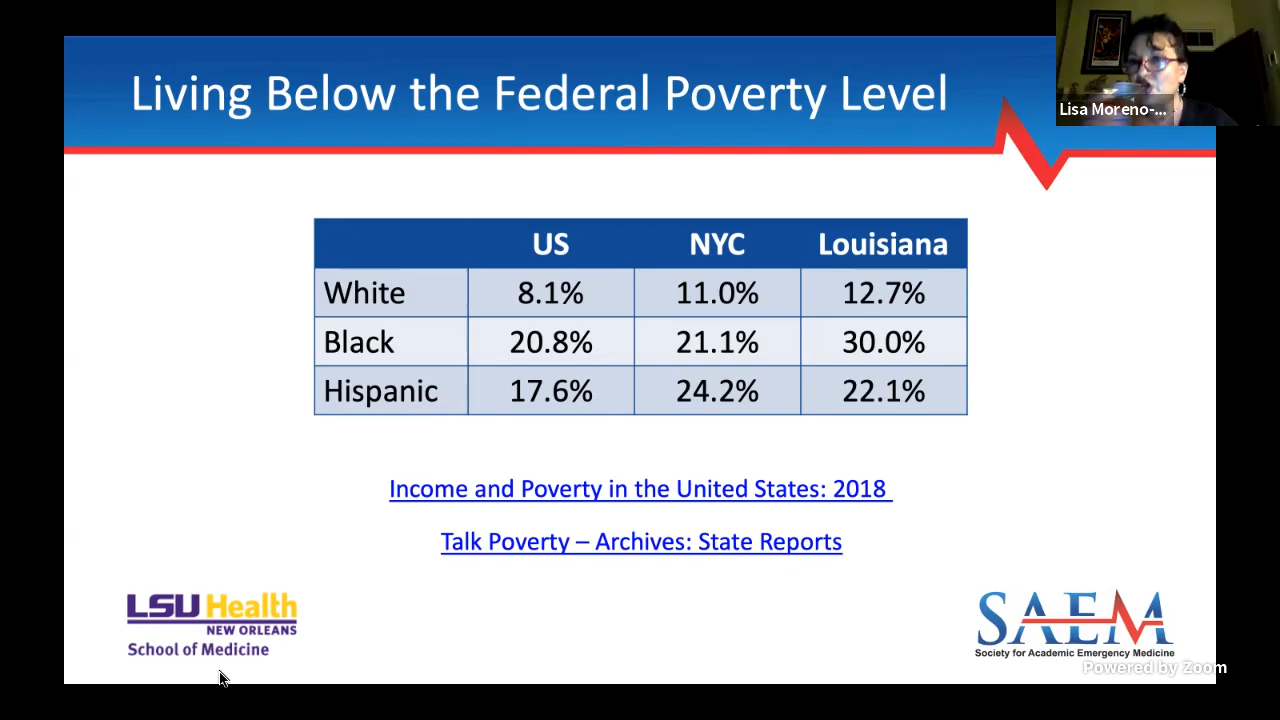 Living Below the Federal Poverty Level
Lisa Moreno-...
US NYC Louisiana
White 8.1% 11.0% 12.7%
Black 20.8% 21.1% 30.0%
Hispanic 17.6% 24.2% 22.1%
Income and Poverty in the United States: 2018
Talk Poverty – Archives: State Reports
LSU Health
NEW ORLEANS
School of Medicine
SAEM
Society for Academic Emergency Medicine
Powered by Zoom